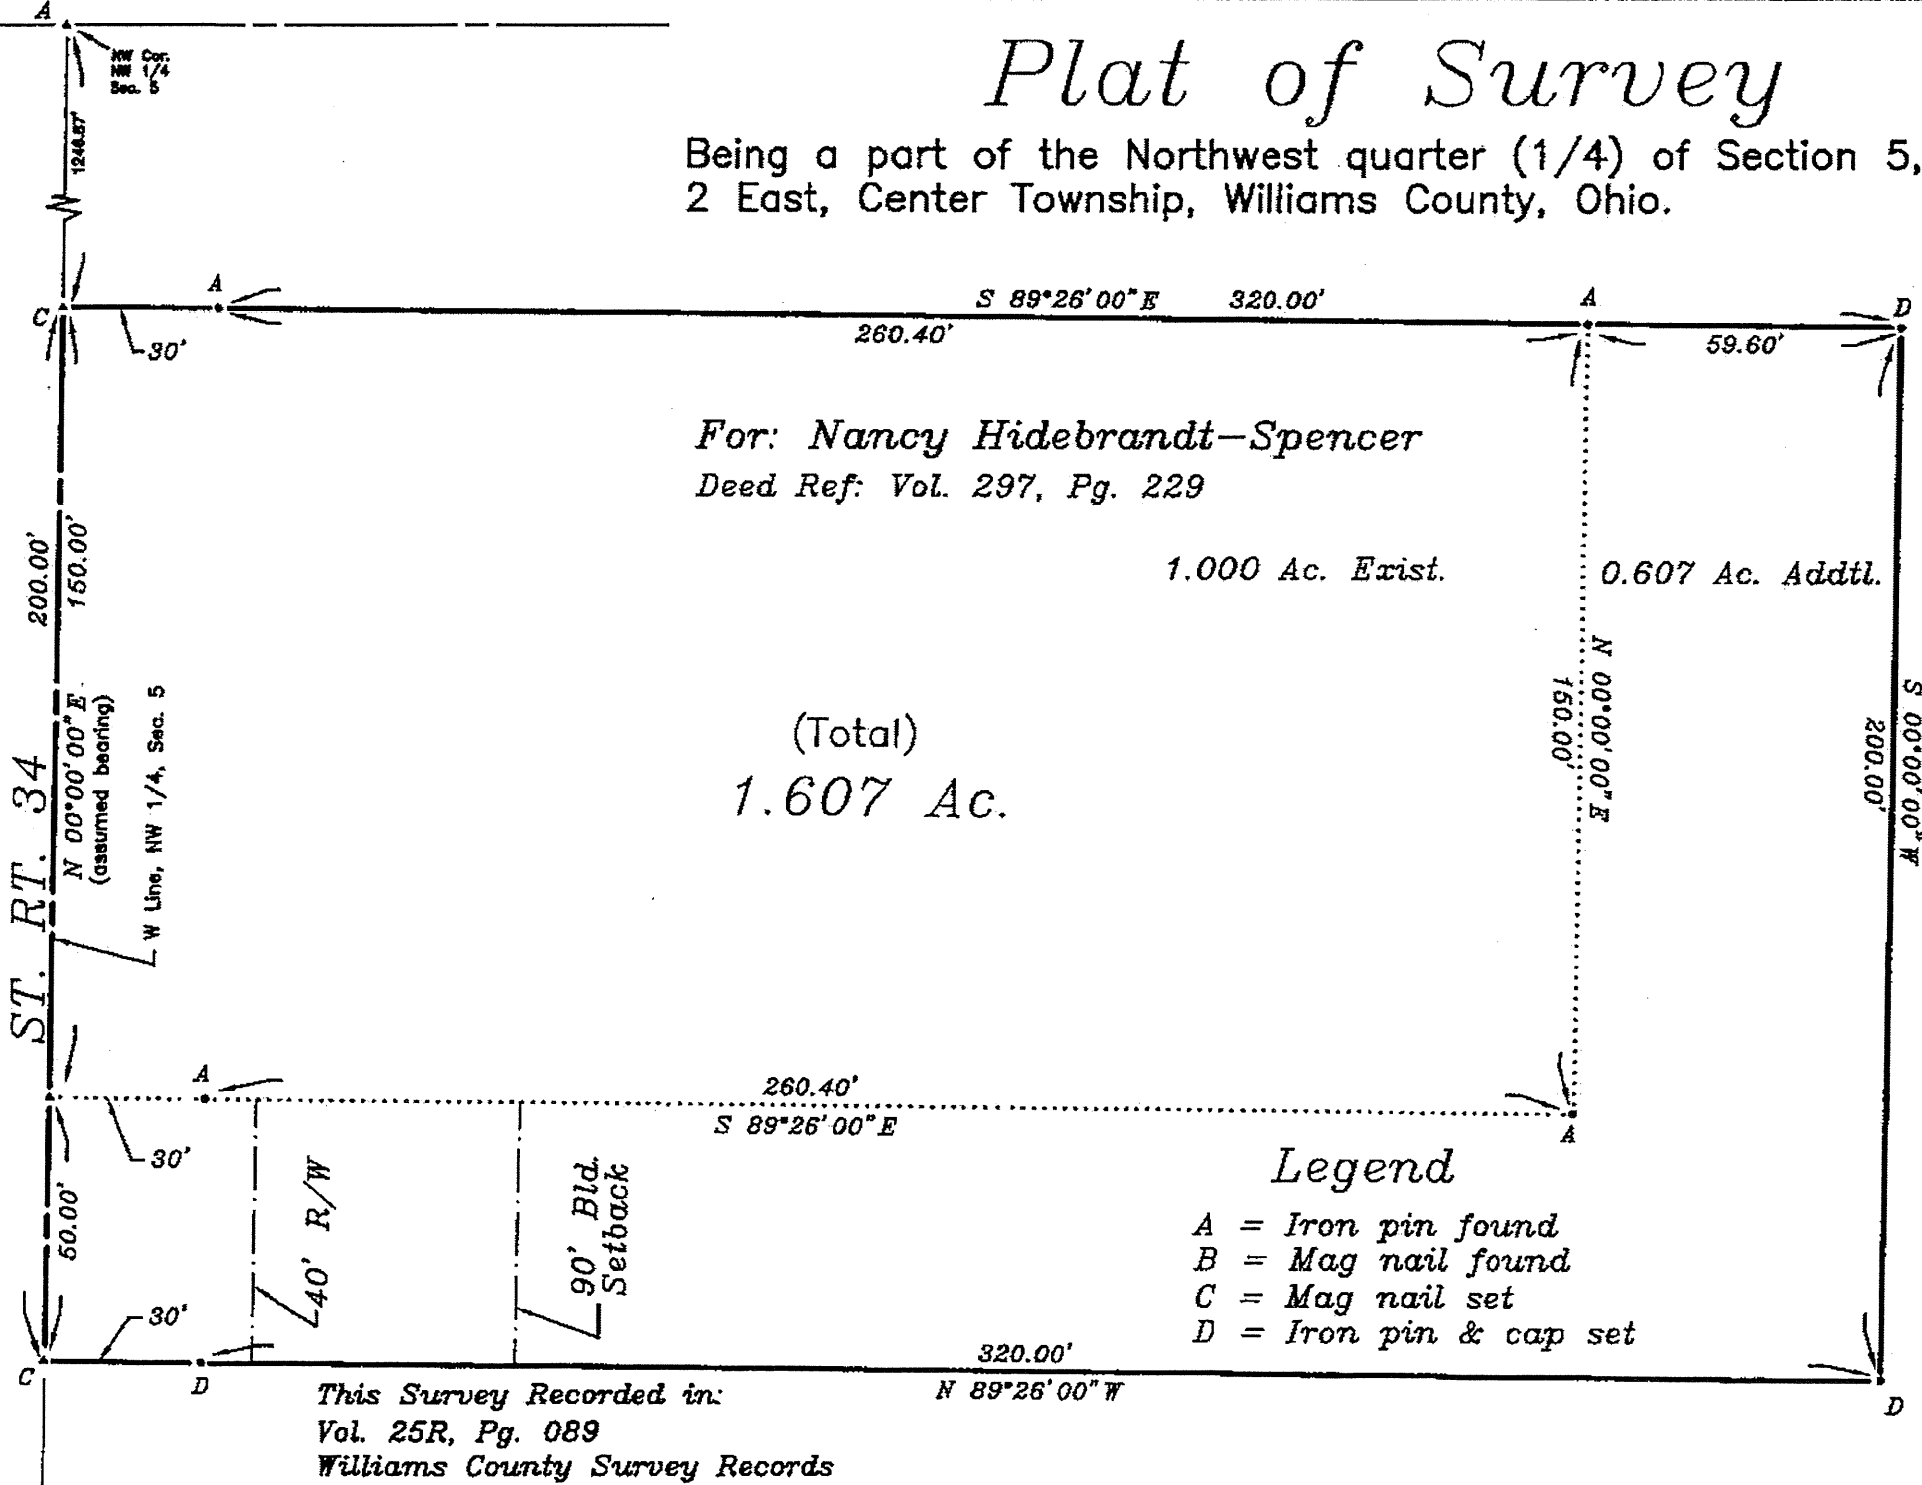 A
NW Cor.
NW 1/4
Sec. 5
1246.87'
Plat of Survey
Being a part of the Northwest quarter (1/4) of Section 5,
2 East, Center Township, Williams County, Ohio.
C
A
30'
S 89°26'00" E 320.00'
260.40'
A
59.60'
D
For: Nancy Hidebrandt-Spencer
Deed Ref: Vol. 297, Pg. 229
1.000 Ac. Exist.
0.607 Ac. Addtl.
200.00'
150.00'
N 00°00'00" E
(assumed bearing)
W Line, NW 1/4, Sec. 5
ST. RT. 34
(Total)
1.607 Ac.
N 00°00'00" E
150.00'
S 00°00'00" W
200.00'
A
260.40'
S 89°26'00" E
A
30'
50.00'
40' R/W
90' Bld.
Setback
Legend
A = Iron pin found
B = Mag nail found
C = Mag nail set
D = Iron pin & cap set
30'
C
D
320.00'
N 89°26'00" W
D
This Survey Recorded in:
Vol. 25R, Pg. 089
Williams County Survey Records